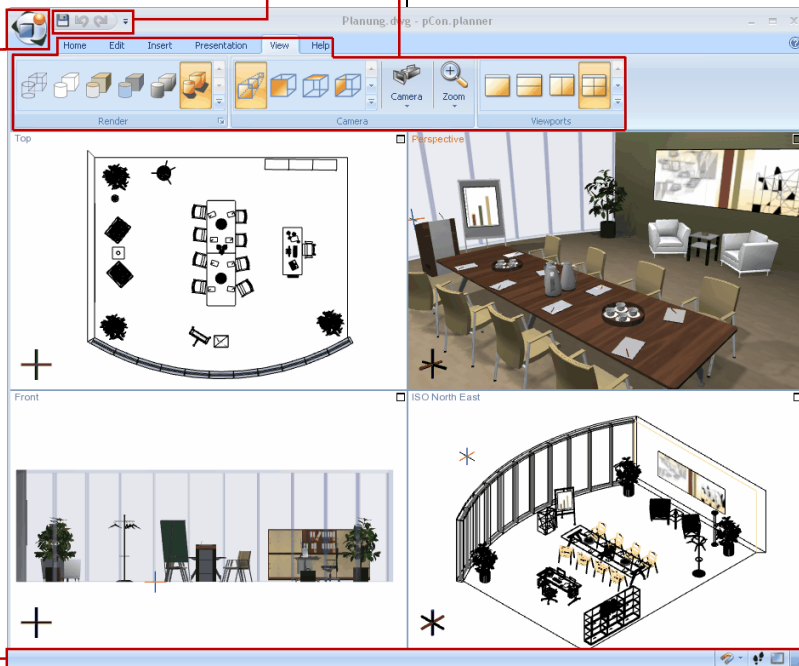 Planung.dwg - pCon.planner
Home Edit Insert Presentation View Help
Camera Zoom
Render Camera Viewports
Top
Perspective
Front
ISO North East